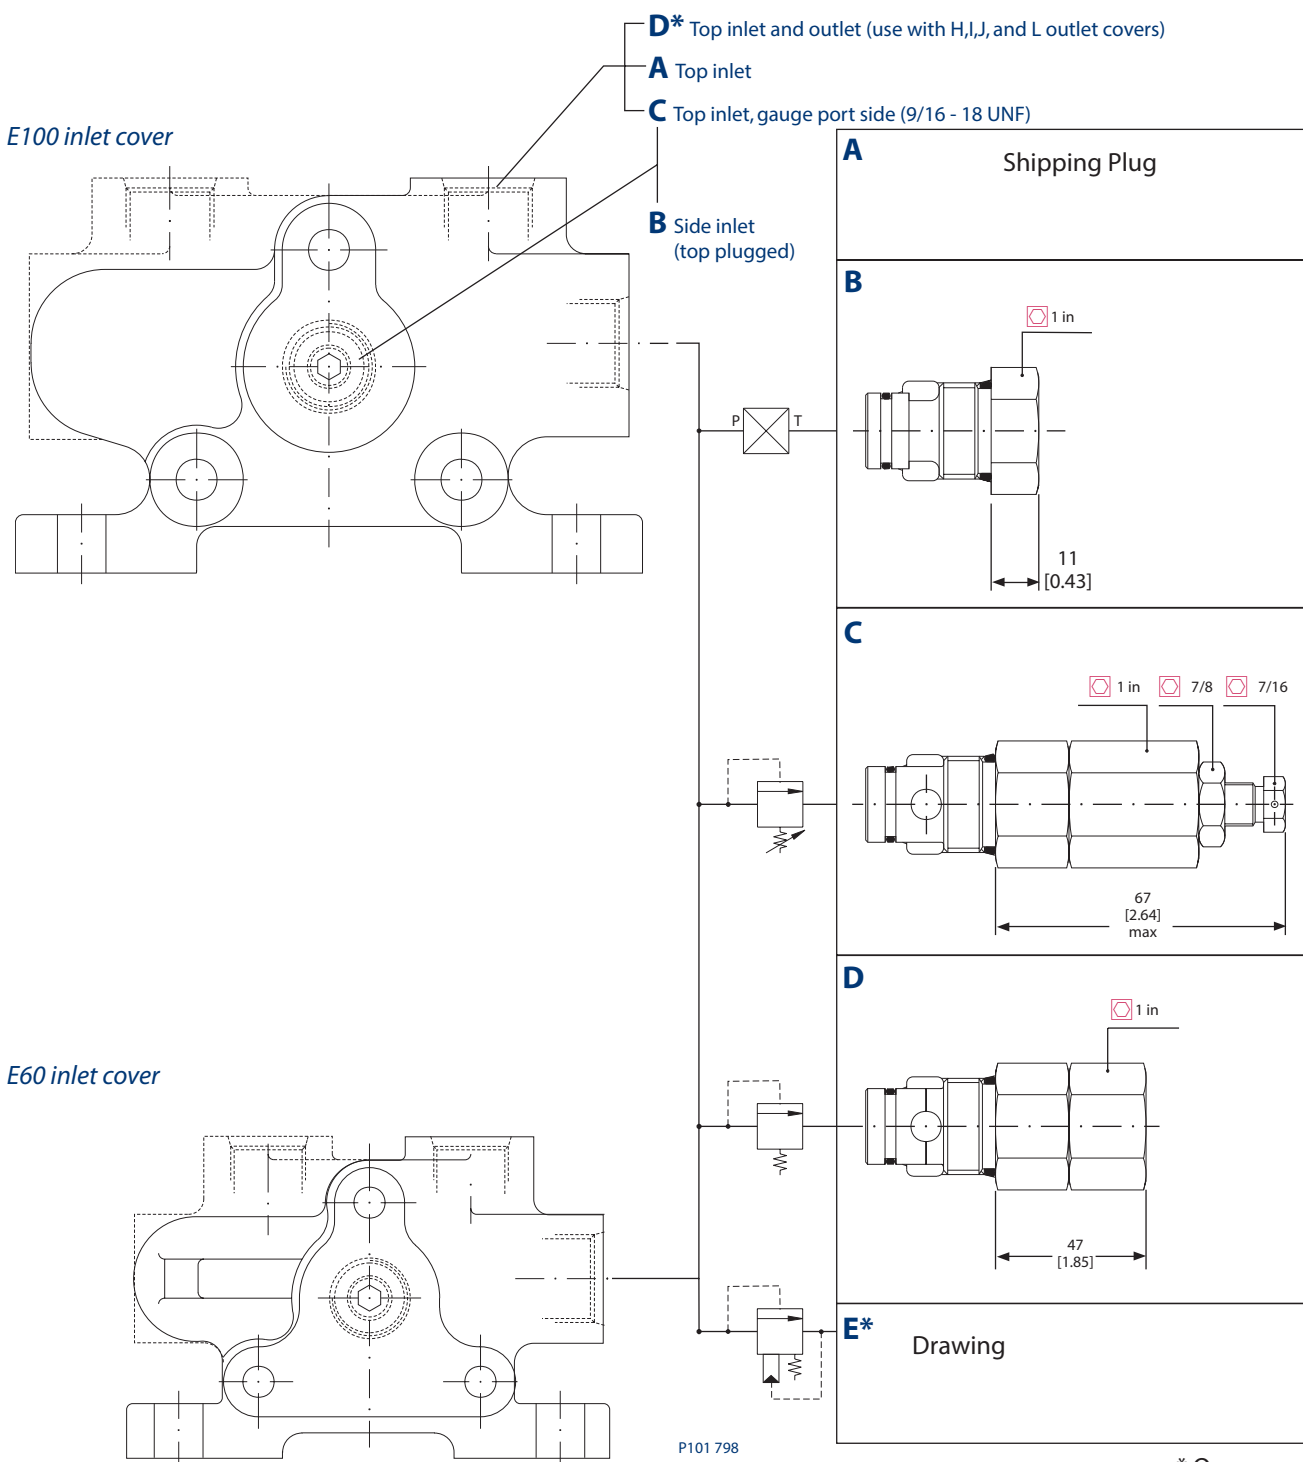 D* Top inlet and outlet (use with H,I,J, and L outlet covers)
A Top inlet
C Top inlet, gauge port side (9/16 - 18 UNF)
E100 inlet cover
B Side inlet
(top plugged)
A
Shipping Plug
B
1 in
P T
11
[0.43]
C
1 in 7/8 7/16
67
[2.64]
max
D
1 in
E60 inlet cover
47
[1.85]
E*
Drawing
P101 798